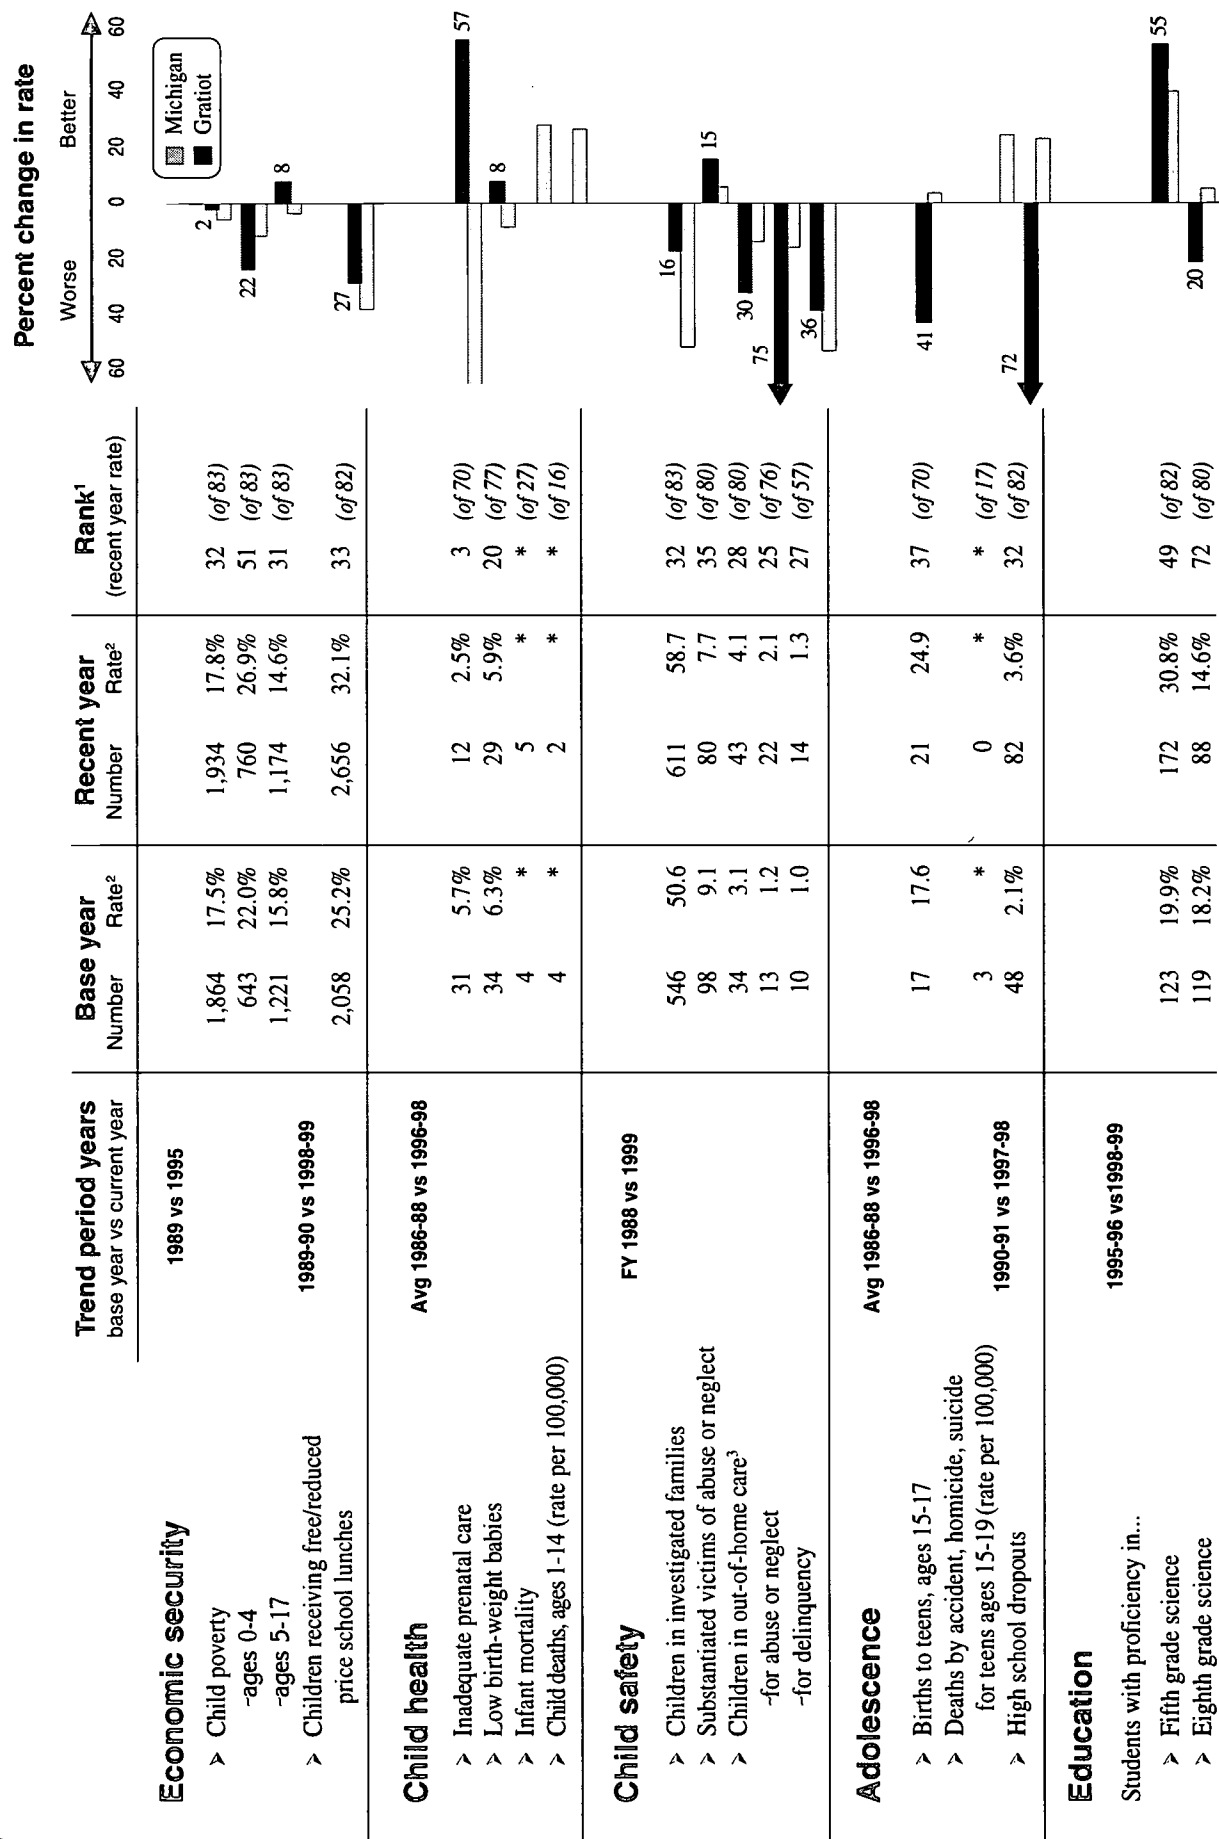 Trend period years Base year Recent year Rank¹ Percent change in rate
base year vs current year Number Rate² Number Rate² (recent year rate) Worse Better
60 40 20 0 20 40 60
Michigan
Gratiot
Economic security
1989 vs 1995
➤ Child poverty 1,864 17.5% 1,934 17.8% 32 (of 83) 2
-ages 0-4 643 22.0% 760 26.9% 51 (of 83) 22
-ages 5-17 1,221 15.8% 1,174 14.6% 31 (of 83) 8
1989-90 vs 1998-99
➤ Children receiving free/reduced
price school lunches 2,058 25.2% 2,656 32.1% 33 (of 82) 27
Child health
Avg 1986-88 vs 1996-98
➤ Inadequate prenatal care 31 5.7% 12 2.5% 3 (of 70) 57
➤ Low birth-weight babies 34 6.3% 29 5.9% 20 (of 77) 8
➤ Infant mortality 4 * 5 * * (of 27)
➤ Child deaths, ages 1-14 (rate per 100,000) 4 * 2 * * (of 16)
Child safety
FY 1988 vs 1999
➤ Children in investigated families 546 50.6 611 58.7 32 (of 83) 16
➤ Substantiated victims of abuse or neglect 98 9.1 80 7.7 35 (of 80) 15
➤ Children in out-of-home care³ 34 3.1 43 4.1 28 (of 80) 30
-for abuse or neglect 13 1.2 22 2.1 25 (of 76) 75
-for delinquency 10 1.0 14 1.3 27 (of 57) 36
Adolescence
Avg 1986-88 vs 1996-98
➤ Births to teens, ages 15-17 17 17.6 21 24.9 37 (of 70) 41
➤ Deaths by accident, homicide, suicide
for teens ages 15-19 (rate per 100,000) 3 * 0 * * (of 17)
1990-91 vs 1997-98
➤ High school dropouts 48 2.1% 82 3.6% 32 (of 82) 72
Education
1995-96 vs1998-99
Students with proficiency in...
➤ Fifth grade science 123 19.9% 172 30.8% 49 (of 82) 55
➤ Eighth grade science 119 18.2% 88 14.6% 72 (of 80) 20